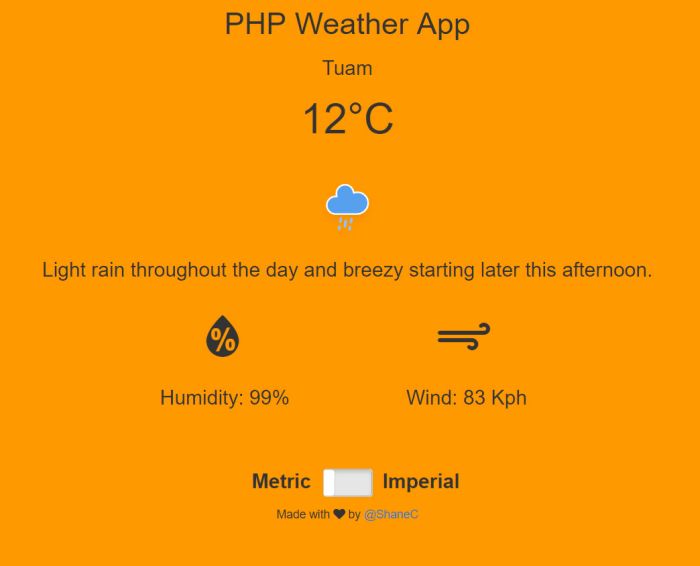 PHP Weather App
Tuam
12°C
Light rain throughout the day and breezy starting later this afternoon.
%
Humidity: 99% Wind: 83 Kph
Metric Imperial
Made with ♥ by @ShaneC